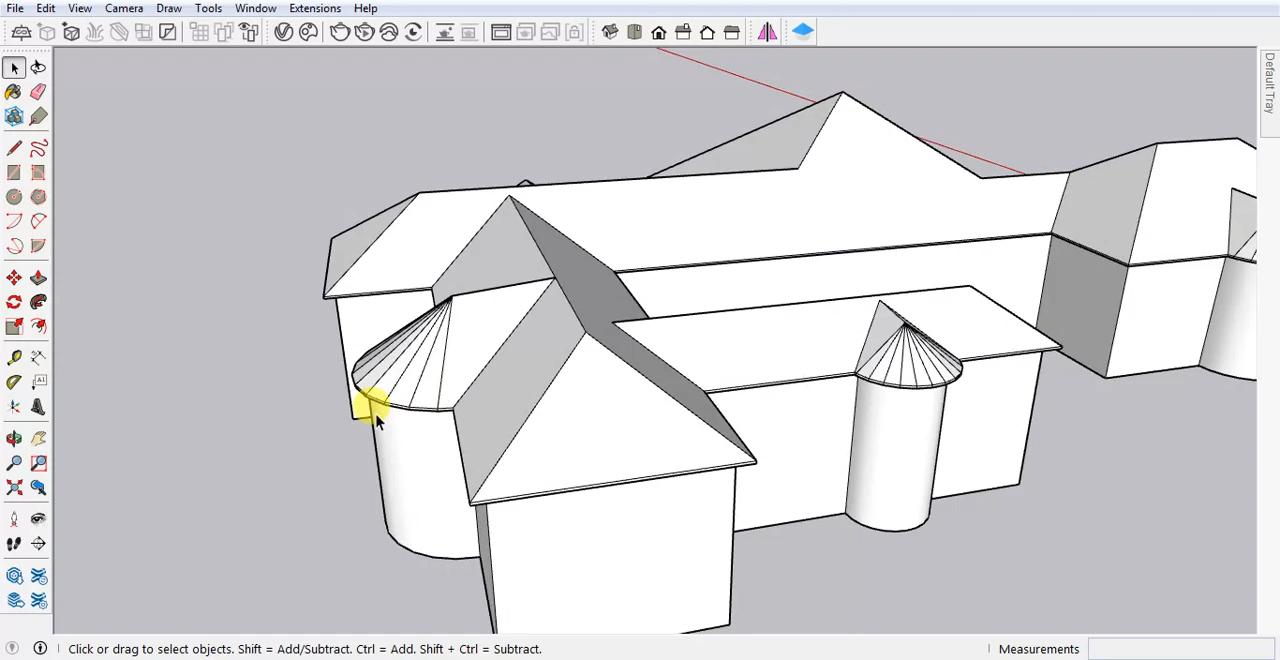 File Edit View Camera Draw Tools Window Extensions Help
Default Tray
A1
Click or drag to select objects. Shift = Add/Subtract. Ctrl = Add. Shift + Ctrl = Subtract.
Measurements